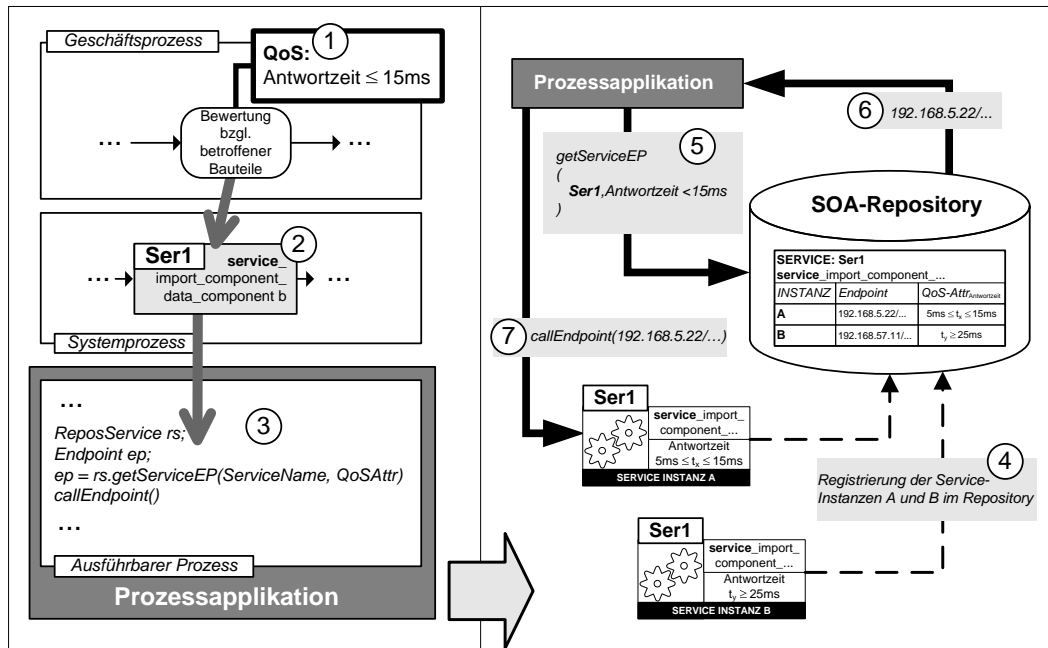 Geschäftsprozess
1
QoS:
Antwortzeit ≤ 15ms
Bewertung
bzgl.
betroffener
Bauteile
...
...
Ser1
2
service_
import_component_
data_component b
...
...
Systemprozess
...
3
ReposService rs;
Endpoint ep;
ep = rs.getServiceEP(ServiceName, QoSAttr)
callEndpoint()
...
Ausführbarer Prozess
Prozessapplikation
Prozessapplikation
6
192.168.5.22/...
5
getServiceEP
(
Ser1,Antwortzeit <15ms
)
SOA-Repository
SERVICE: Ser1
service_import_component_...
INSTANZ Endpoint QoS-AttrAntwortzeit
A 192.168.5.22/... 5ms ≤ tx ≤ 15ms
B 192.168.57.11/... ty ≥ 25ms
7
callEndpoint(192.168.5.22/…)
Ser1
service_import_
component_...
Antwortzeit
5ms ≤ tx ≤ 15ms
SERVICE INSTANZ A
4
Registrierung der Service-
Instanzen A und B im Repository
Ser1
service_import_
component_...
Antwortzeit
ty ≥ 25ms
SERVICE INSTANZ B